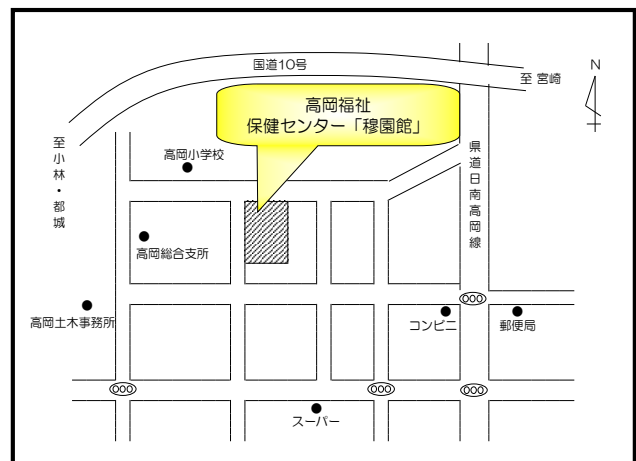 国道10号
至 宮崎
N
高岡福祉
保健センター「穆園館」
至小林・都城
高岡小学校
県道日南高岡線
高岡総合支所
高岡土木事務所
コンビニ
郵便局
スーパー